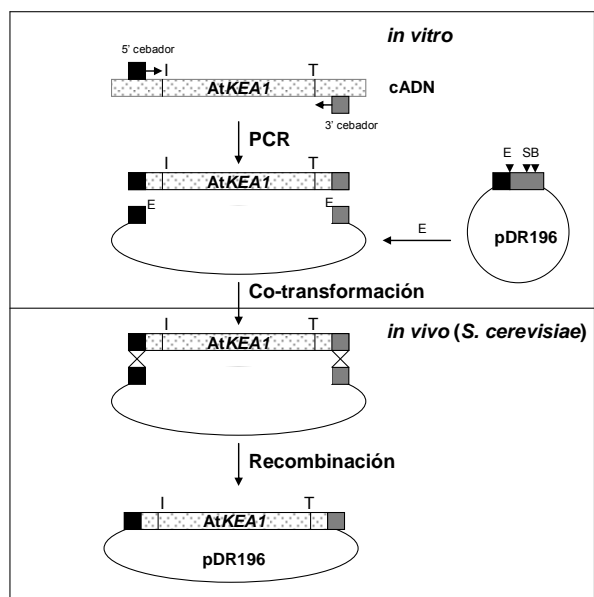 in vitro
5' cebador
I
T
AtKEA1
cADN
3' cebador
PCR
I
T
AtKEA1
E
E
E
SB
pDR196
E
Co-transformación
in vivo (S. cerevisiae)
I
T
AtKEA1
Recombinación
I
T
AtKEA1
pDR196